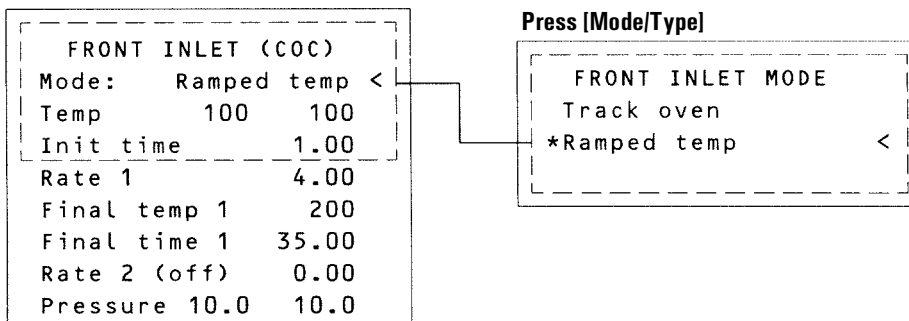 FRONT INLET (COC)
Mode: Ramped temp <
Temp 100 100
Init time 1.00
Rate 1 4.00
Final temp 1 200
Final time 1 35.00
Rate 2 (off) 0.00
Pressure 10.0 10.0
Press [Mode/Type]
FRONT INLET MODE
Track oven
*Ramped temp <